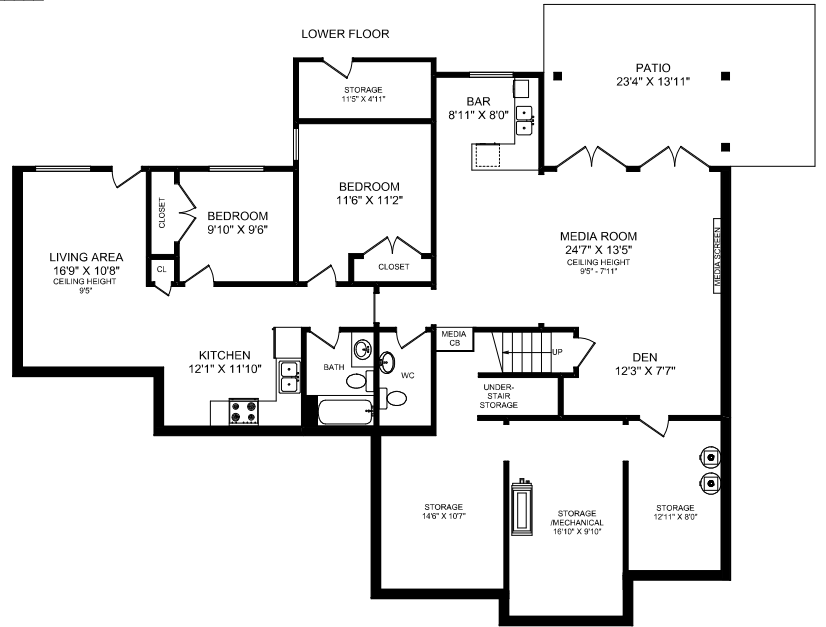 LOWER FLOOR
STORAGE
11'5" X 4'11"
PATIO
23'4" X 13'11"
BAR
8'11" X 8'0"
BEDROOM
11'6" X 11'2"
CLOSET
BEDROOM
9'10" X 9'6"
CLOSET
CL
LIVING AREA
16'9" X 10'8"
CEILING HEIGHT
9'5"
MEDIA ROOM
24'7" X 13'5"
CEILING HEIGHT
9'5" - 7'11"
MEDIA SCREEN
KITCHEN
12'1" X 11'10"
BATH
WC
MEDIA
CB
UP
DEN
12'3" X 7'7"
UNDER-
STAIR
STORAGE
STORAGE
14'6" X 10'7"
STORAGE
/MECHANICAL
16'10" X 9'10"
STORAGE
12'11" X 8'0"